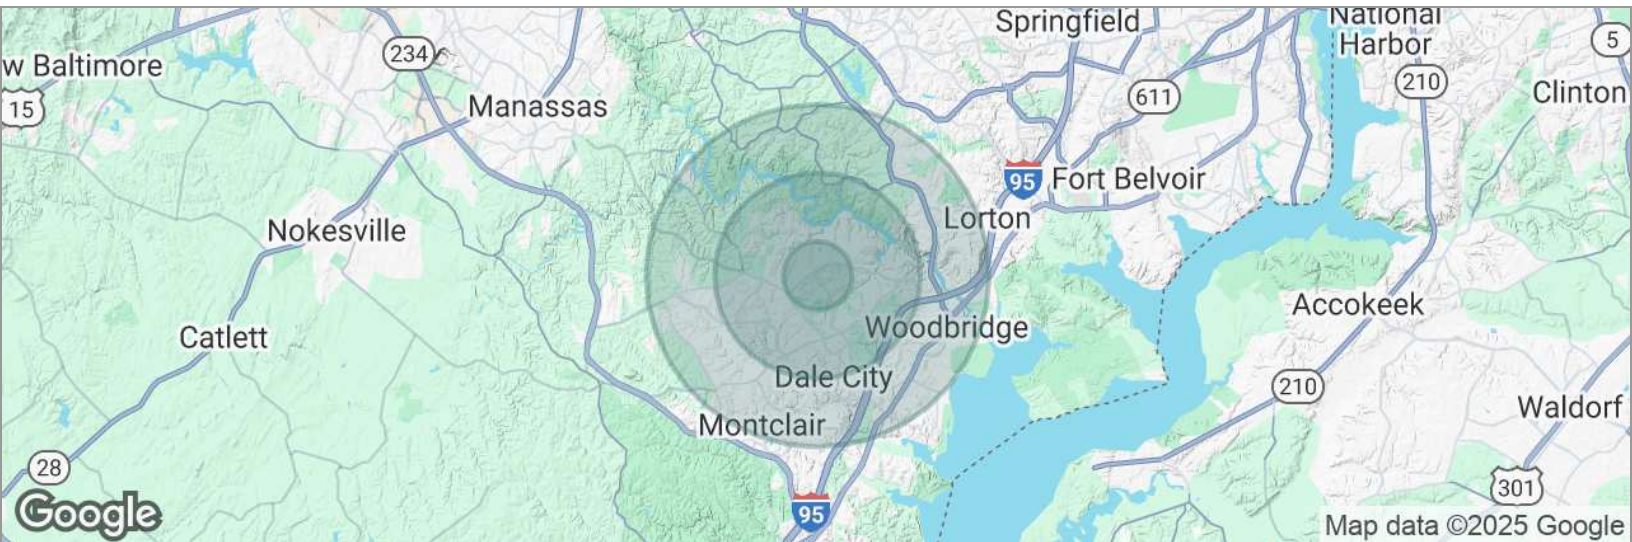 Springfield
National
Harbor
5
234
w Baltimore
210
15
Manassas
611
Clinton
95
Fort Belvoir
Lorton
Nokesville
Accokeek
Woodbridge
Catlett
Dale City
210
Waldorf
Montclair
28
301
95
Google
Map data ©2025 Google